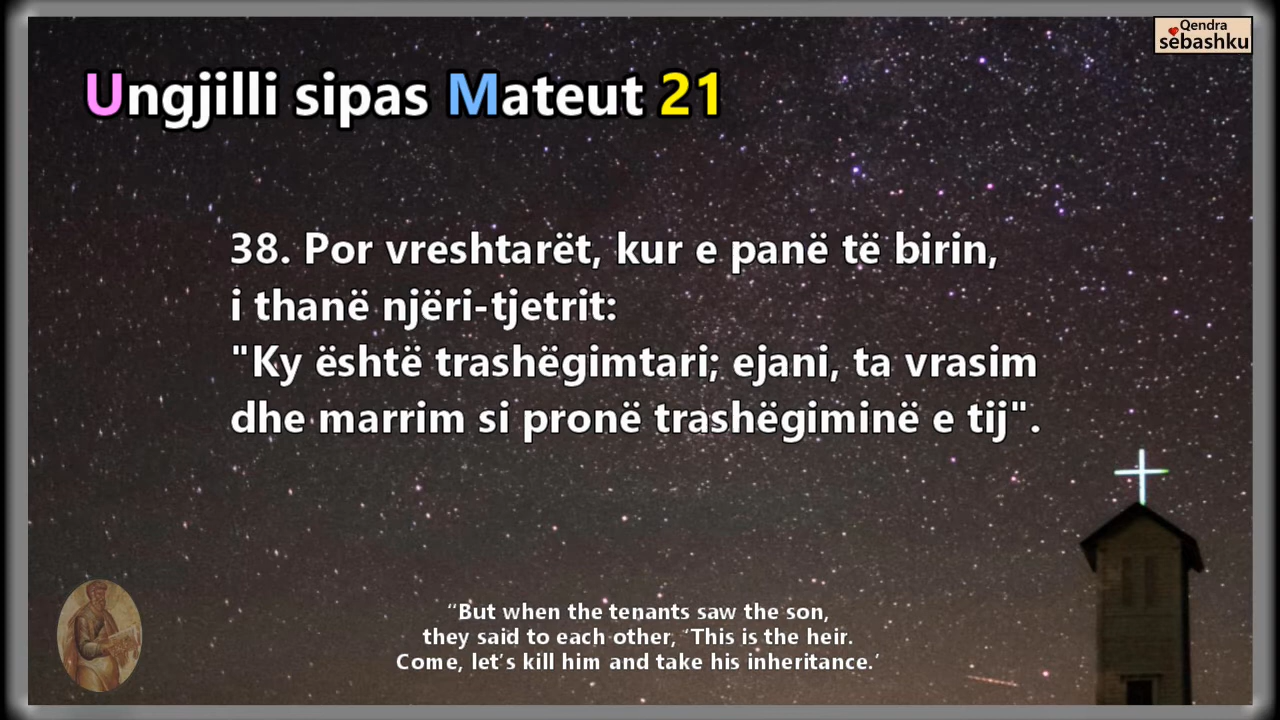 Qendra
sëbashku
Ungjilli sipas Mateut 21
38. Por vreshtarët, kur e panë të birin,
i thanë njëri-tjetrit:
"Ky është trashëgimtari; ejani, ta vrasim
dhe marrim si pronë trashëgiminë e tij".
“But when the tenants saw the son,
they said to each other, ‘This is the heir.
Come, let’s kill him and take his inheritance.’